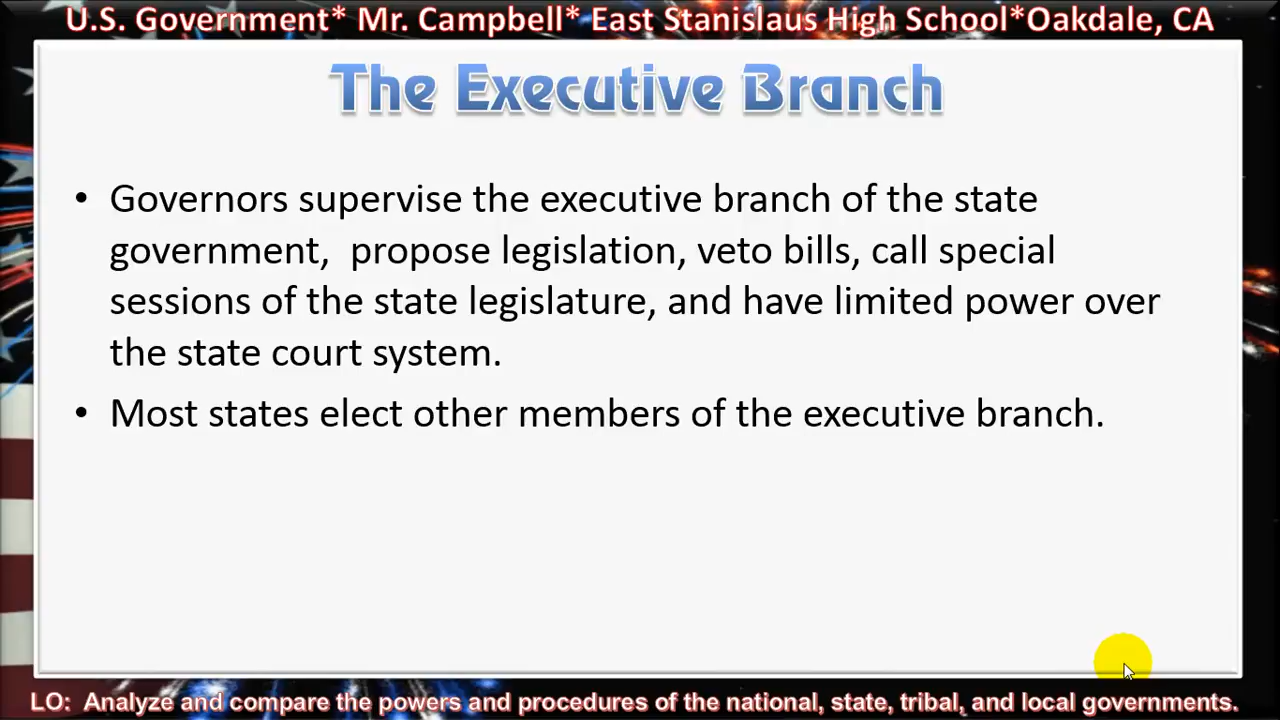 U.S. Government* Mr. Campbell* East Stanislaus High School*Oakdale, CA
The Executive Branch
• Governors supervise the executive branch of the state
government,  propose legislation, veto bills, call special
sessions of the state legislature, and have limited power over
the state court system.
• Most states elect other members of the executive branch.
LO:  Analyze and compare the powers and procedures of the national, state, tribal, and local governments.